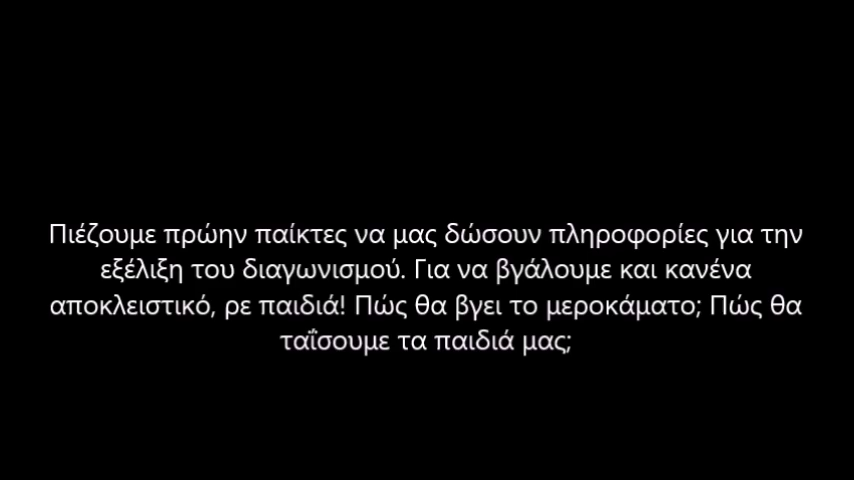 Πιέζουμε πρώην παίκτες να μας δώσουν πληροφορίες για την
εξέλιξη του διαγωνισμού. Για να βγάλουμε και κανένα
αποκλειστικό, ρε παιδιά! Πώς θα βγει το μεροκάματο; Πώς θα
ταΐσουμε τα παιδιά μας;